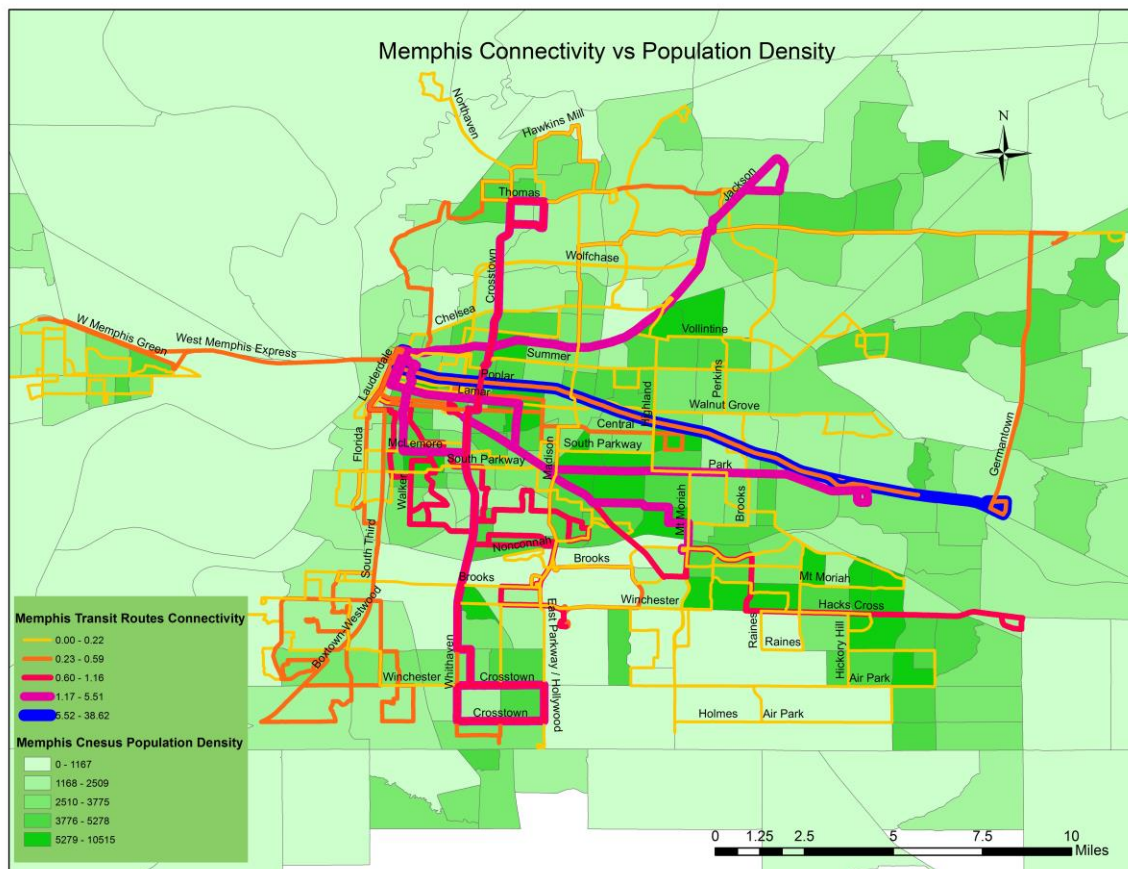 Memphis Connectivity vs Population Density
N
Northaven
Hawkins Mill
Thomas
Jackson
Crosstown
Wolfchase
Chelsea
Vollintine
W Memphis Green
West Memphis Express
Summer
Lauderdale
Poplar
Perkins
Lamar
Highland
Walnut Grove
Central
Florida
McLemore
South Parkway
Madison
South Parkway
Park
Germantown
Walker
Mt Moriah
Brooks
Nonconnah
South Third
Brooks
Brooks
Mt Moriah
Winchester
Hacks Cross
Boxtown-Westwood
East Parkway / Hollywood
Raines
Raines
Hickory Hill
Whithaven
Winchester
Crosstown
Air Park
Crosstown
Holmes
Air Park
Memphis Transit Routes Connectivity
0.00 - 0.22
0.23 - 0.59
0.60 - 1.16
1.17 - 5.51
5.52 - 38.62
Memphis Cnesus Population Density
0 - 1167
1168 - 2509
2510 - 3775
3776 - 5278
5279 - 10515
0 1.25 2.5 5 7.5 10
Miles